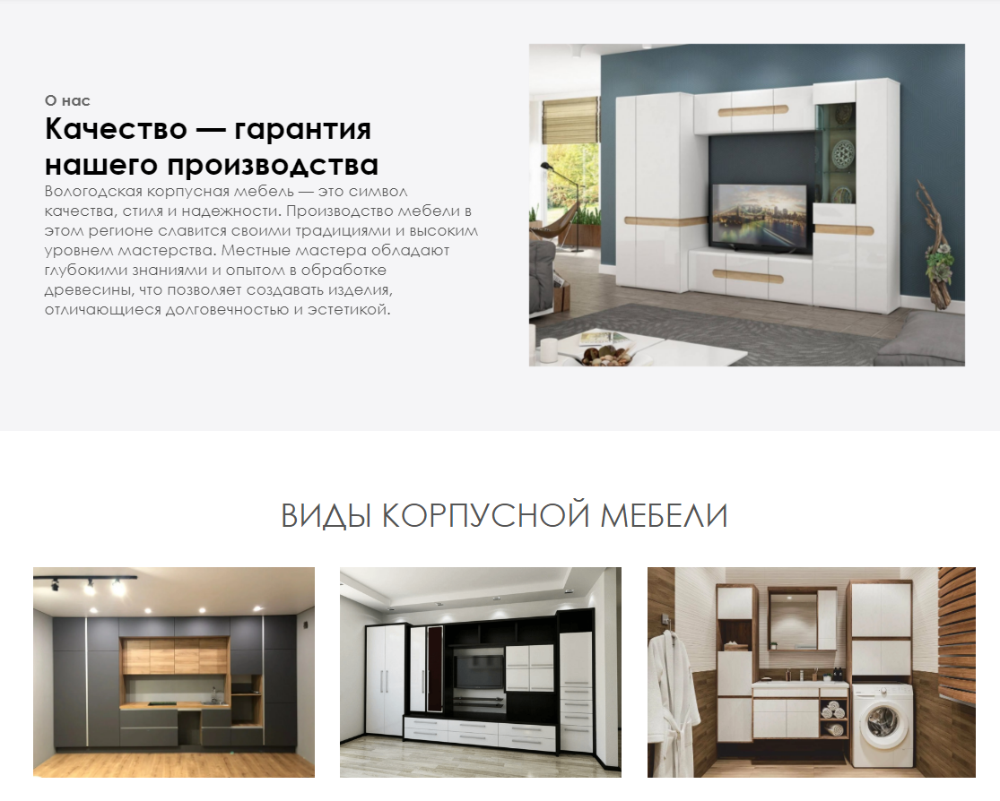 О нас
Качество — гарантия
нашего производства
Вологодская корпусная мебель — это символ
качества, стиля и надежности. Производство мебели в
этом регионе славится своими традициями и высоким
уровнем мастерства. Местные мастера обладают
глубокими знаниями и опытом в обработке
древесины, что позволяет создавать изделия,
отличающиеся долговечностью и эстетикой.
ВИДЫ КОРПУСНОЙ МЕБЕЛИ